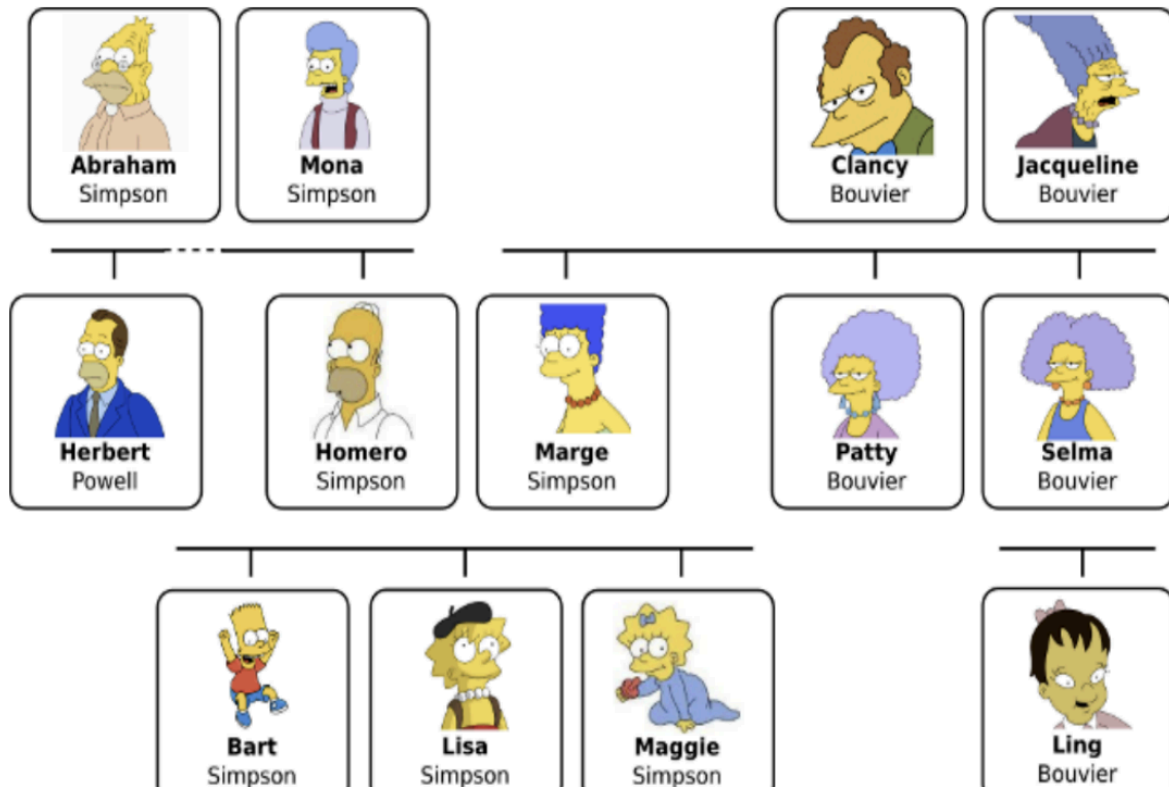 Abraham
Simpson
Mona
Simpson
Clancy
Bouvier
Jacqueline
Bouvier
Herbert
Powell
Homero
Simpson
Marge
Simpson
Patty
Bouvier
Selma
Bouvier
Bart
Simpson
Lisa
Simpson
Maggie
Simpson
Ling
Bouvier